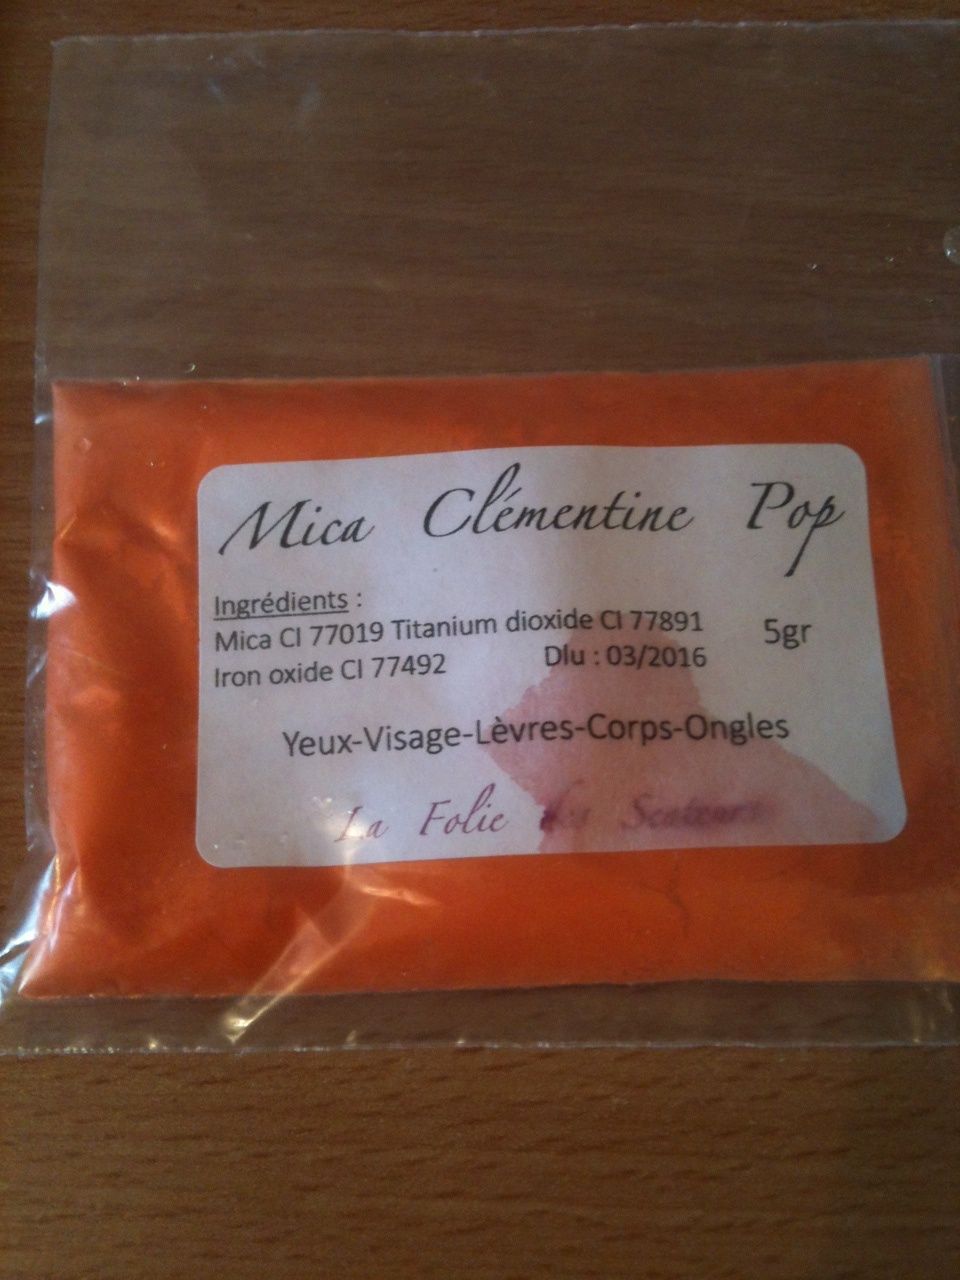 Mica Clémentine Pop
Ingrédients :
Mica CI 77019 Titanium dioxide CI 77891
5gr
Iron oxide CI 77492 Dlu : 03/2016
Yeux-Visage-Lèvres-Corps-Ongles
La Folie des